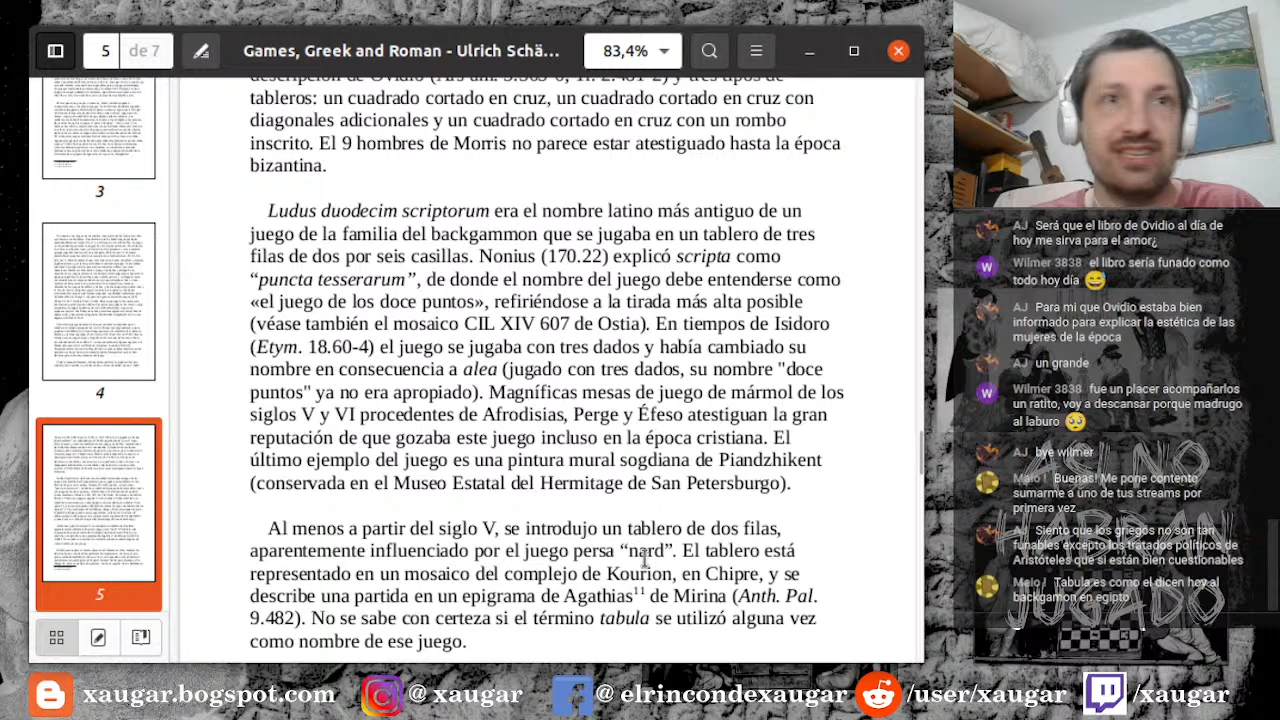 5
de 7
Games, Greek and Roman - Ulrich Schä...
83,4%
3
4
5
tableros: un cuadrado cortado en cruz, un cuadrado cortado en cruz con
diagonales adicionales y un cuadrado cortado en cruz con un rombo
inscrito. El 9 hombres de Morris no parece estar atestiguado hasta la época
bizantina.
Ludus duodecim scriptorum era el nombre latino más antiguo de un
juego de la familia del backgammon que se jugaba en un tablero de tres
filas de dos por seis casillas. Nonius (170.22) explicó scripta como
"puncta tesserarum", de donde el nombre del juego debe entenderse como
«el juego de los doce puntos», refiriéndose a la tirada más alta posible
(véase también el mosaico CIL XIV 607 de Ostia). En tiempos de Isidoro
(Etym. 18.60-4) el juego se jugaba con tres dados y había cambiado su
nombre en consecuencia a alea (jugado con tres dados, su nombre "doce
puntos" ya no era apropiado). Magníficas mesas de juego de mármol de los
siglos V y VI procedentes de Afrodisias, Perge y Éfeso atestiguan la gran
reputación de que gozaba este juego incluso en la época cristiana. El
último ejemplo del juego es una pintura mural sogdiana de Piandschikent
(conservada en el Museo Estatal del Hermitage de San Petersburgo).
Al menos a partir del siglo V, se introdujo un tablero de dos filas,
aparentemente influenciado por el juego persa “nard”. El tablero está
representado en un mosaico del complejo de Kourion, en Chipre, y se
describe una partida en un epigrama de Agathias11 de Mirina (Anth. Pal.
9.482). No se sabe con certeza si el término tabula se utilizó alguna vez
como nombre de ese juego.
AJ Será que el libro de Ovidio al día de
hoy me sirva para el amor¿
Wilmer 3838 el libro sería funado como
todo hoy día
AJ Para mi que Ovidio estaba bien
informado para explicar la estética de las
mujeres de la época
AJ un grande
Wilmer 3838 fue un placer acompañarlos
un ratito, voy a descansar porque madrugo
al laburo
AJ bye wilmer
Malo ! Buenas! Me pone contento
sumarme a uno de tus streams por
primera vez
AJ Siento que los griegos no son tan
funables excepto los tratados políticos de
Aristóteles que si están bien cuestionables
Malo ! Tabula es como el dicen hoy al
backgamon en egipto
ASÍ NO
HABRAN
JUGADO
xaugar.bogspot.com
@ xaugar
@ elrincondexaugar
/user/xaugar
/xaugar